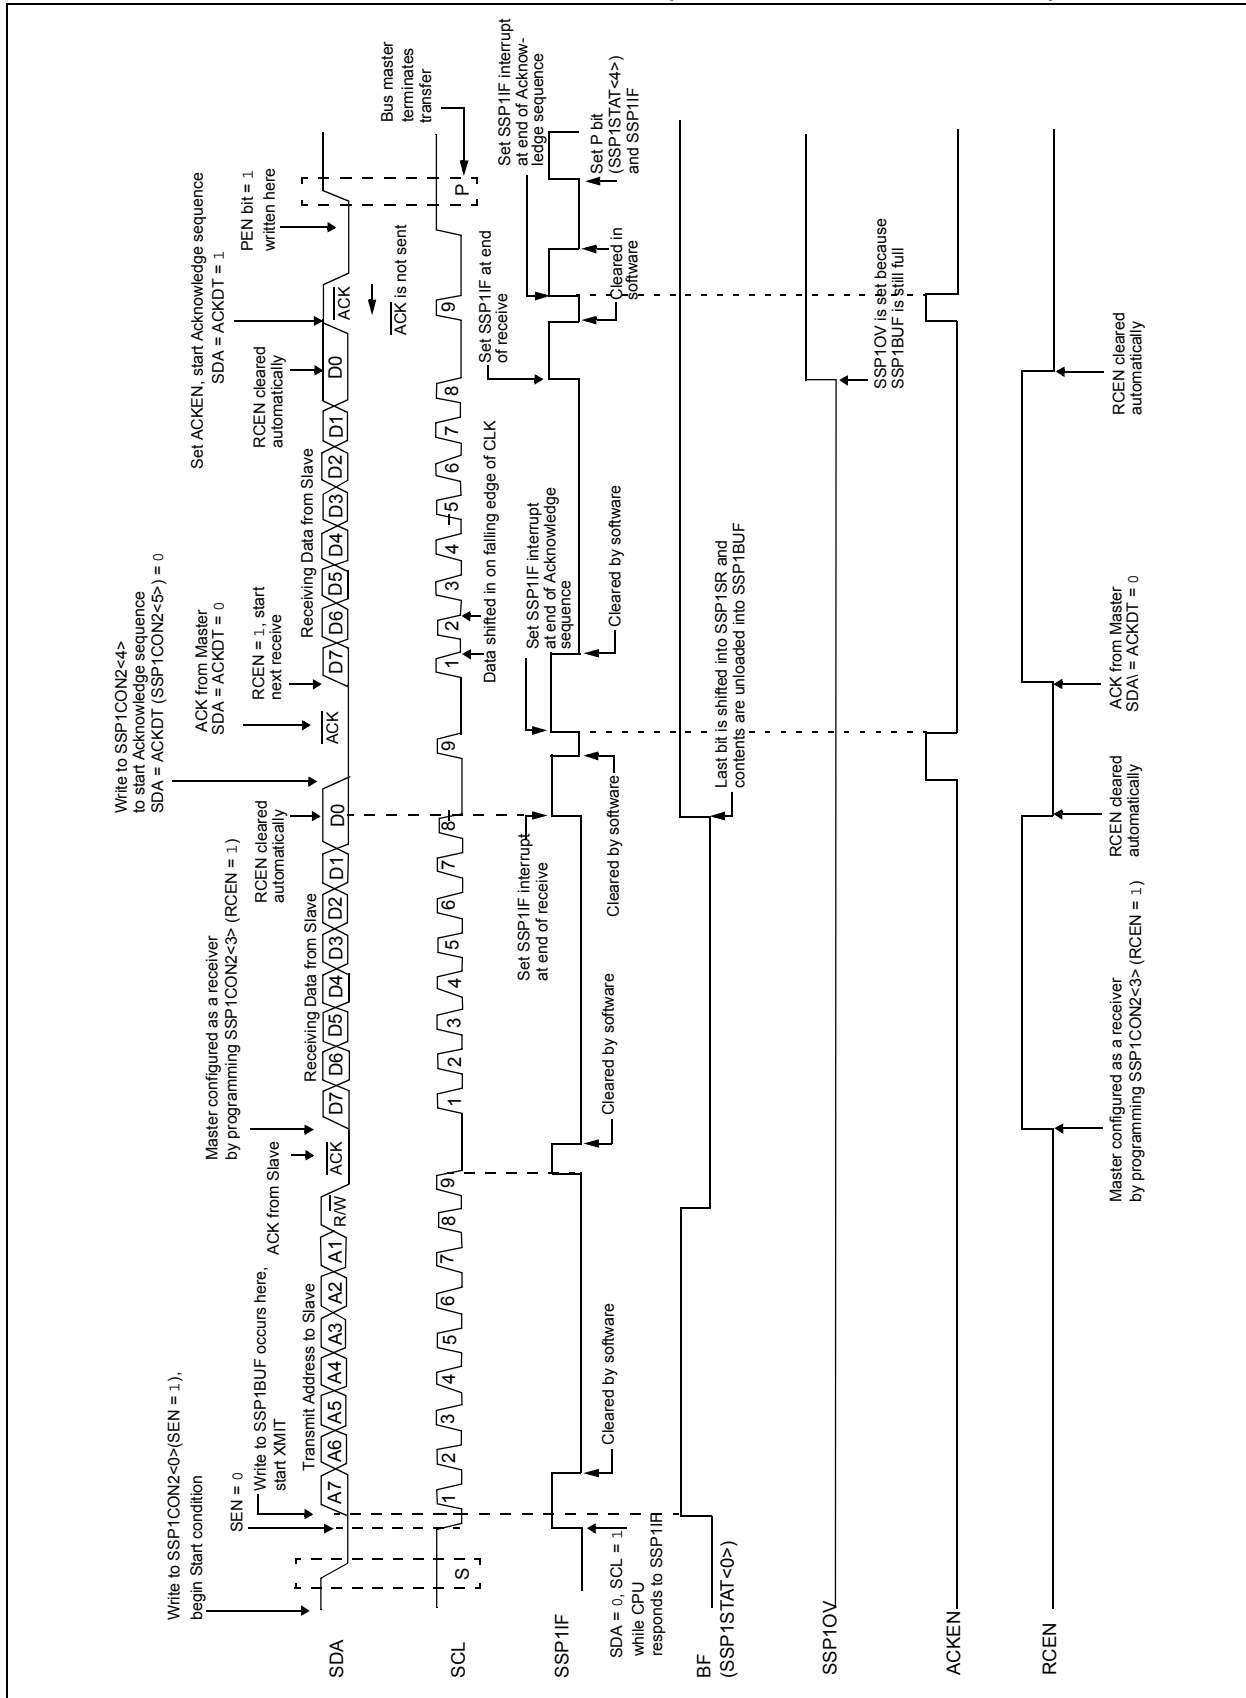 Write to SSP1CON2<0>(SEN = 1),
begin Start condition
SEN = 0
Write to SSP1BUF occurs here,
start XMIT
ACK from Slave
Master configured as a receiver
by programming SSP1CON2<3> (RCEN = 1)
RCEN cleared
automatically
Write to SSP1CON2<4>
to start Acknowledge sequence
SDA = ACKDT (SSP1CON2<5>) = 0
ACK from Master
SDA = ACKDT = 0
RCEN = 1, start
next receive
RCEN cleared
automatically
Set ACKEN, start Acknowledge sequence
SDA = ACKDT = 1
PEN bit = 1
written here
Transmit Address to Slave
Receiving Data from Slave
Receiving Data from Slave
SDA
A7 A6 A5 A4 A3 A2 A1 R/W ACK D7 D6 D5 D4 D3 D2 D1 D0 ACK D7 D6 D5 D4 D3 D2 D1 D0 ACK
ACK is not sent
Bus master
terminates
transfer
SCL
S 1 2 3 4 5 6 7 8 9 1 2 3 4 5 6 7 8 9 1 2 3 4 5 6 7 8 9 P
Data shifted in on falling edge of CLK
Set SSP1IF interrupt
at end of receive
Set SSP1IF interrupt
at end of Acknowledge
sequence
Set SSP1IF at end
of receive
Set SSP1IF interrupt
at end of Acknow-
ledge sequence
SSP1IF
SDA = 0, SCL = 1
while CPU
responds to SSP1IF
Cleared by software
Cleared by software
Cleared by software
Cleared by software
Cleared in
software
Set P bit
(SSP1STAT<4>)
and SSP1IF
BF
(SSP1STAT<0>)
Last bit is shifted into SSP1SR and
contents are unloaded into SSP1BUF
SSP1OV
SSP1OV is set because
SSP1BUF is still full
ACKEN
RCEN
Master configured as a receiver
by programming SSP1CON2<3> (RCEN = 1)
RCEN cleared
automatically
ACK from Master
SDA\ = ACKDT = 0
RCEN cleared
automatically